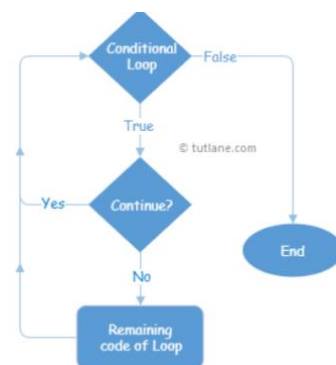 Conditional
Loop
False
True
© tutlane.com
Yes
Continue?
End
No
Remaining
code of Loop